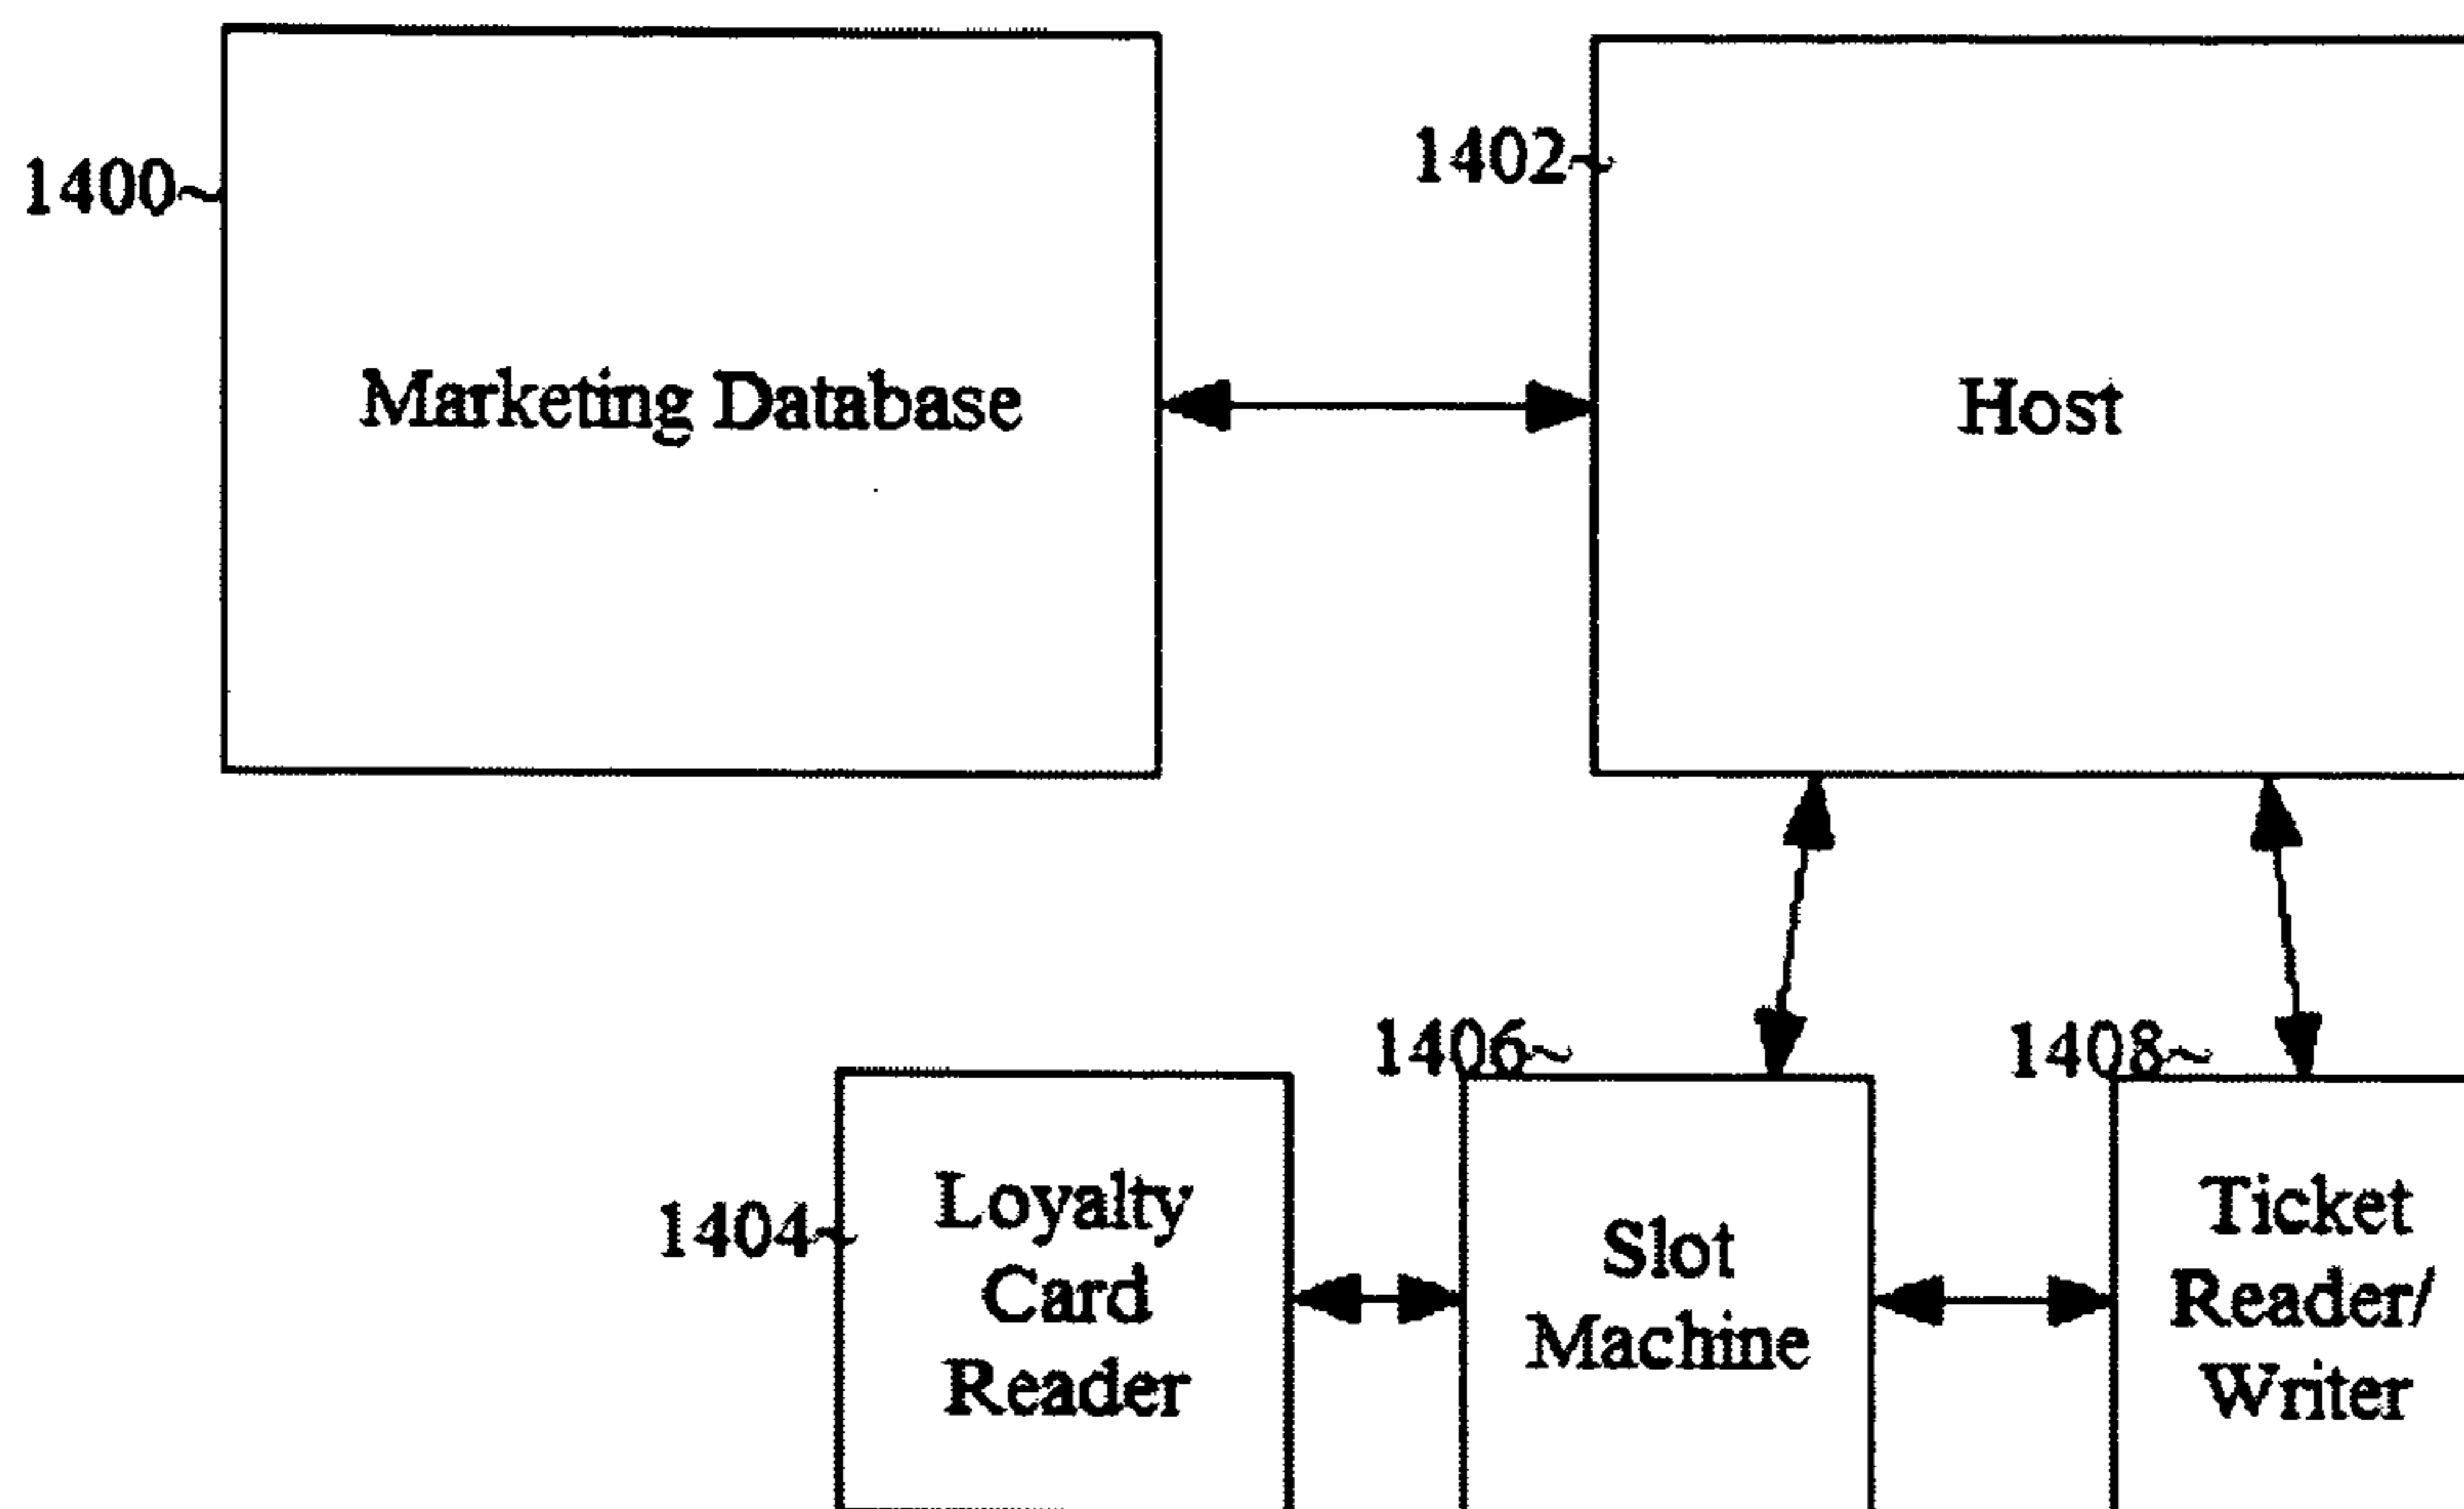 1400~
Marketing Database
1402~
Host
1404~
Loyalty
Card
Reader
1406~
Slot
Machine
1408~
Ticket
Reader/
Writer